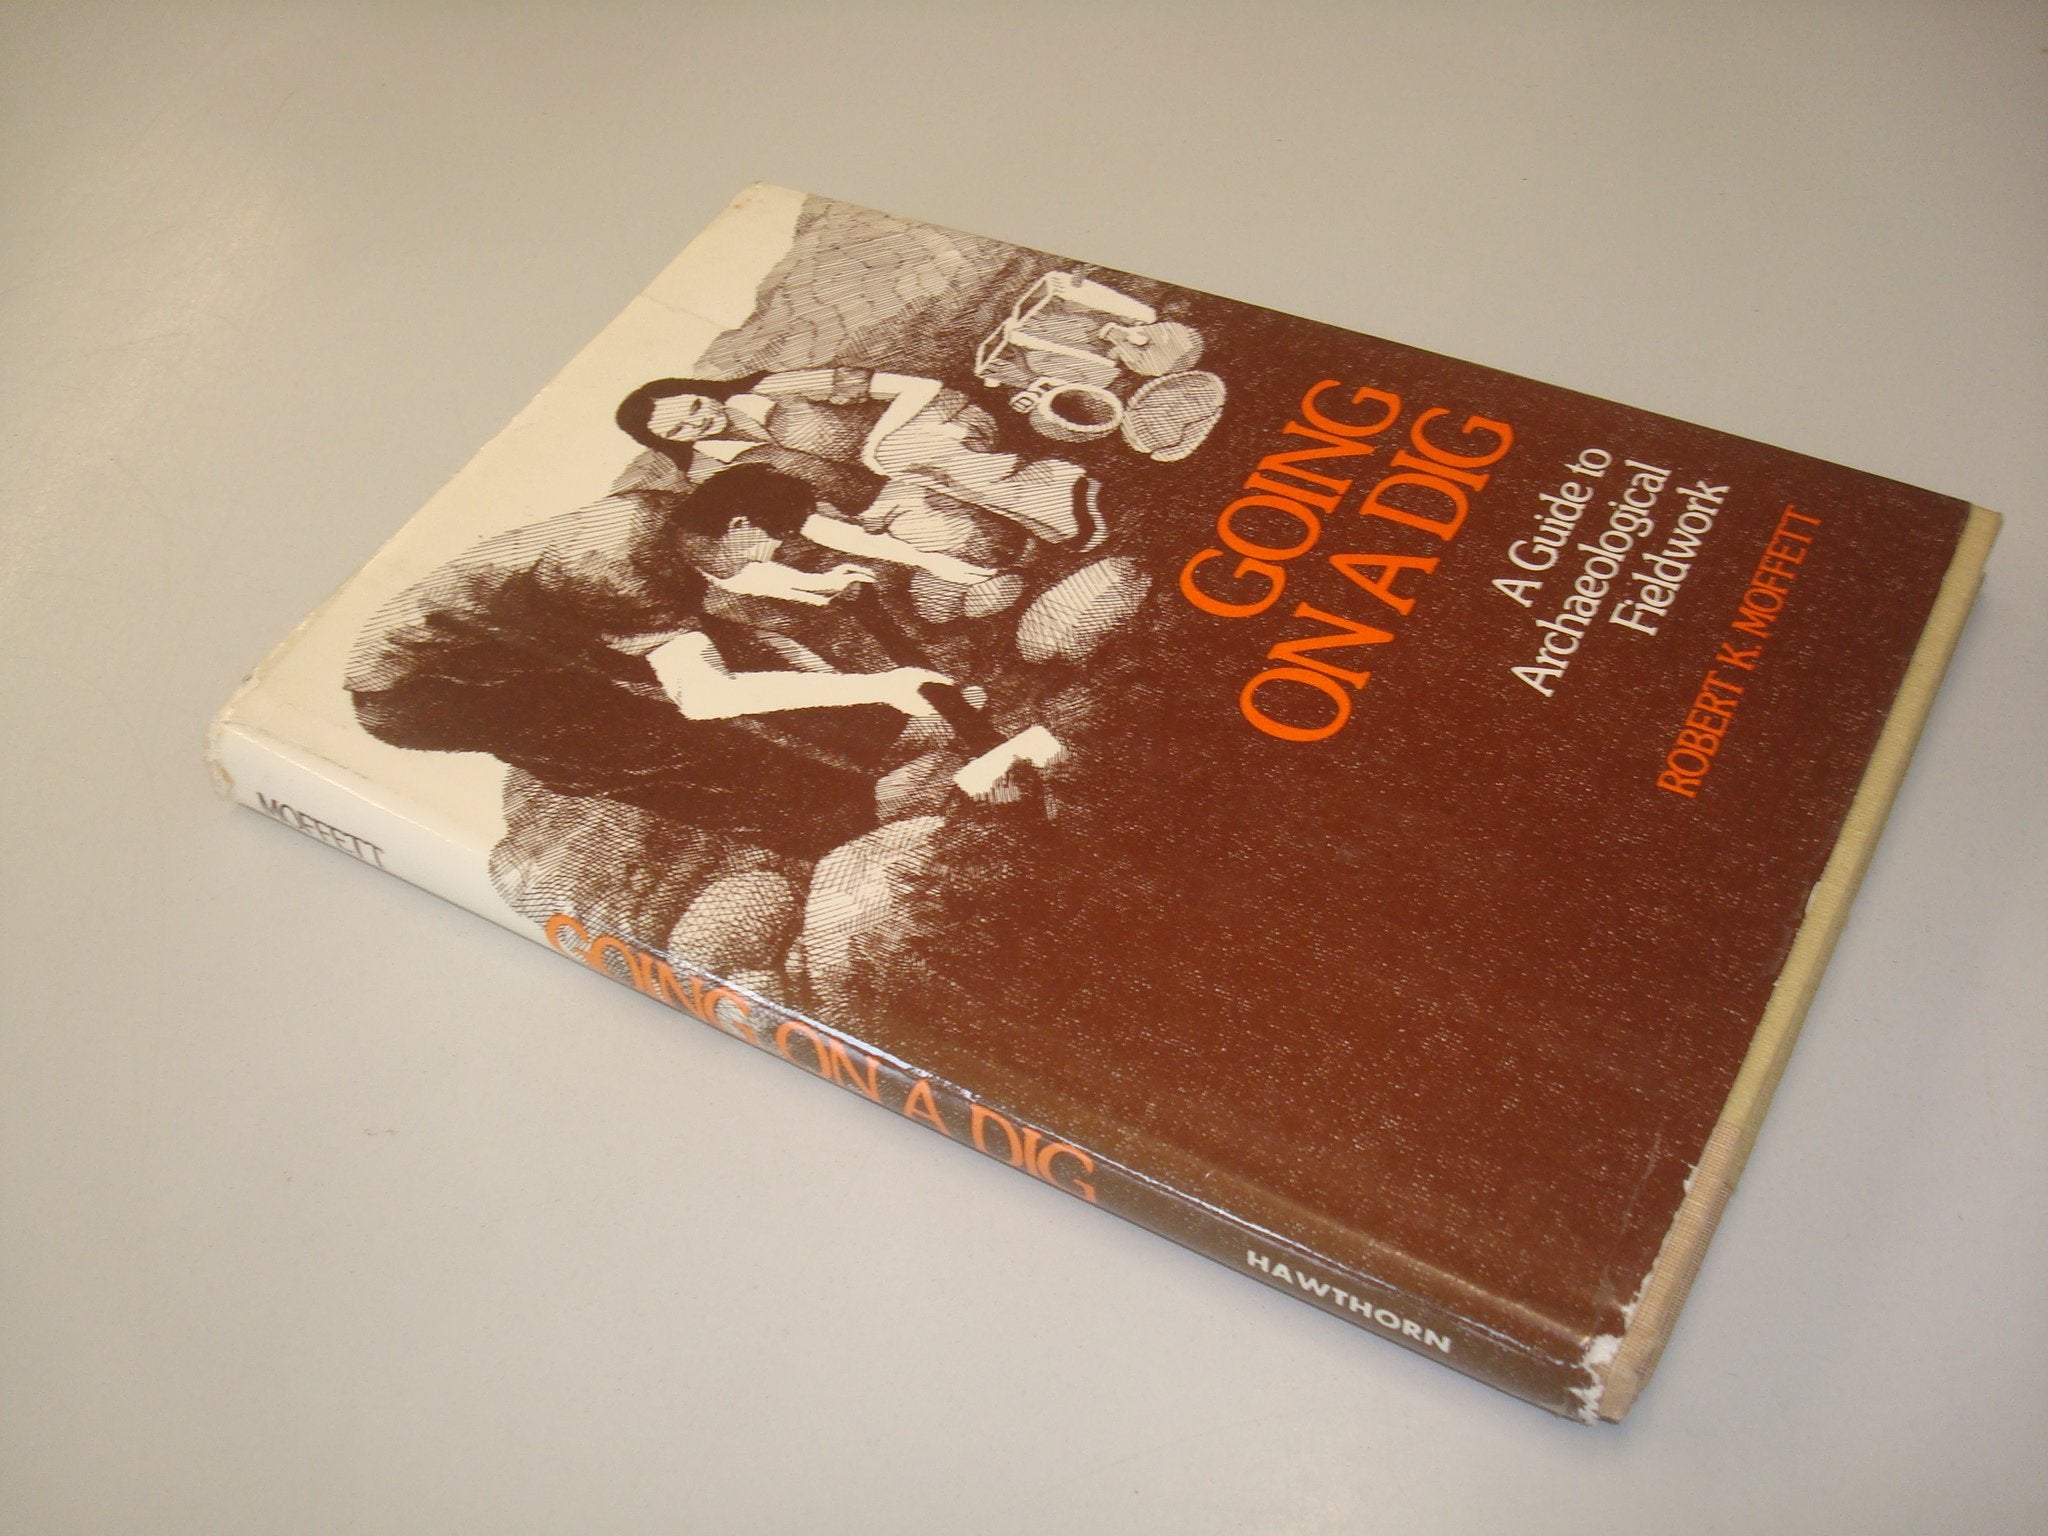 GOING
ON A DIG
A Guide to
Archaeological
Fieldwork
ROBERT K. MOFFETT
MOFFETT
GOING ON A DIG
HAWTHORN